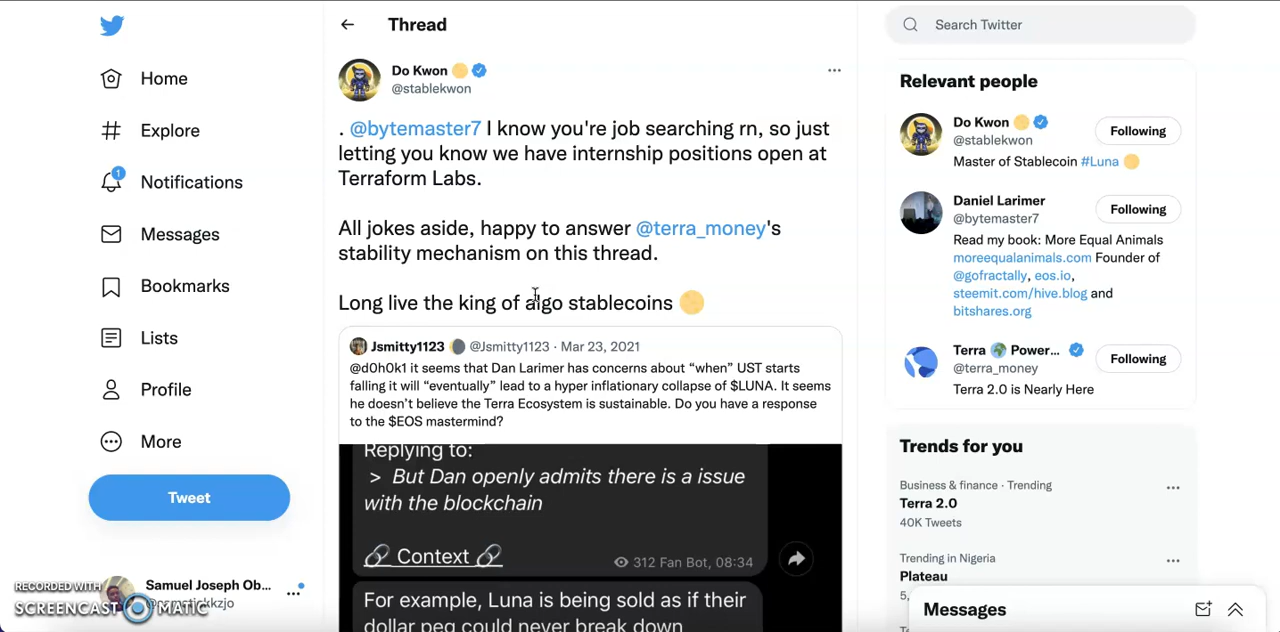 Home
Explore
1
Notifications
Messages
Bookmarks
Lists
Profile
More
Tweet
RECORDED WITH
SCREENCAST MATIC
Samuel Joseph Ob...
Thread
Do Kwon
@stablekwon
. @bytemaster7 I know you're job searching rn, so just
letting you know we have internship positions open at
Terraform Labs.
All jokes aside, happy to answer @terra_money's
stability mechanism on this thread.
Long live the king of algo stablecoins
Jsmitty1123 @Jsmitty1123 · Mar 23, 2021
@d0h0k1 it seems that Dan Larimer has concerns about “when” UST starts
falling it will “eventually” lead to a hyper inflationary collapse of $LUNA. It seems
he doesn’t believe the Terra Ecosystem is sustainable. Do you have a response
to the $EOS mastermind?
Replying to:
> But Dan openly admits there is a issue
with the blockchain
Context
312 Fan Bot, 08:34
For example, Luna is being sold as if their
dollar peg could never break down
Search Twitter
Relevant people
Do Kwon
@stablekwon
Following
Master of Stablecoin #Luna
Daniel Larimer
@bytemaster7
Following
Read my book: More Equal Animals
moreequalanimals.com Founder of
@gofractally, eos.io,
steemit.com/hive.blog and
bitshares.org
Terra Power...
@terra_money
Following
Terra 2.0 is Nearly Here
Trends for you
Business & finance · Trending
Terra 2.0
40K Tweets
Trending in Nigeria
Plateau
Messages